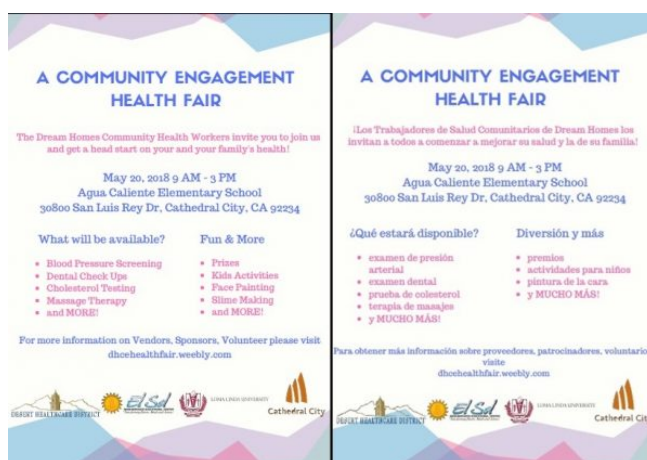 A COMMUNITY ENGAGEMENT
HEALTH FAIR
The Dream Homes Community Health Workers invite you to join us
and get a head start on your and your family's health!
May 20, 2018 9 AM - 3 PM
Agua Caliente Elementary School
30800 San Luis Rey Dr, Cathedral City, CA 92234
What will be available?
• Blood Pressure Screening
• Dental Check Ups
• Cholesterol Testing
• Massage Therapy
• and MORE!
Fun & More
• Prizes
• Kids Activities
• Face Painting
• Slime Making
• and MORE!
For more information on Vendors, Sponsors, Volunteer please visit
dhcehealthfair.weebly.com
DESERT HEALTHCARE DISTRICT
El Sol
LOMA LINDA UNIVERSITY
Cathedral City
A COMMUNITY ENGAGEMENT
HEALTH FAIR
¡Los Trabajadores de Salud Comunitarios de Dream Homes los
invitan a todos a comenzar a mejorar su salud y la de su familia!
May 20, 2018 9 AM - 3 PM
Agua Caliente Elementary School
30800 San Luis Rey Dr, Cathedral City, CA 92234
¿Qué estará disponible?
• examen de presión
arterial
• examen dental
• prueba de colesterol
• terapia de masajes
• y MUCHO MÁS!
Diversión y más
• premios
• actividades para niños
• pintura de la cara
• y MUCHO MÁS!
Para obtener más información sobre proveedores, patrocinadores, voluntario
visite
dhcehealthfair.weebly.com
DESERT HEALTHCARE DISTRICT
El Sol
LOMA LINDA UNIVERSITY
Cathedral City